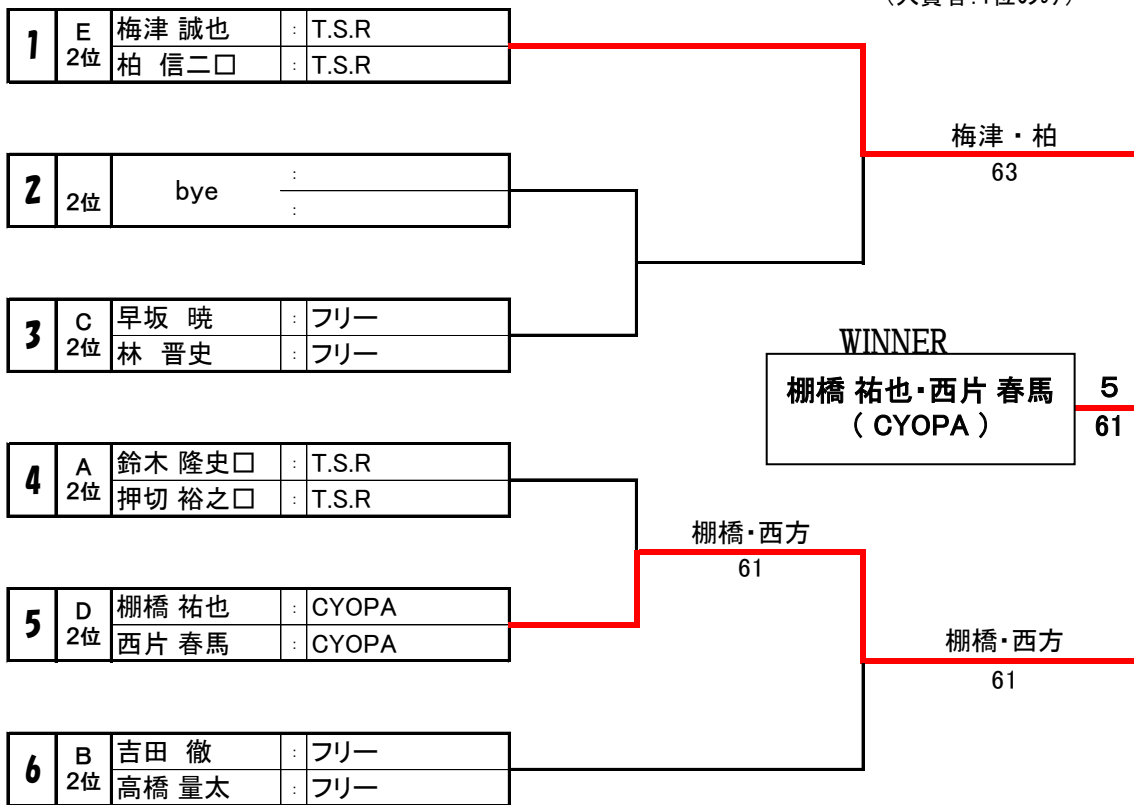 1 E 2位 梅津 誠也 : T.S.R
柏 信二□ : T.S.R
梅津・柏
63
2 2位 bye :
:
3 C 2位 早坂 暁 : フリー
林 晋史 : フリー
WINNER
棚橋 祐也・西片 春馬 5
( CYOPA ) 61
4 A 2位 鈴木 隆史□ : T.S.R
押切 裕之□ : T.S.R
棚橋・西方
61
5 D 2位 棚橋 祐也 : CYOPA
西片 春馬 : CYOPA
棚橋・西方
61
6 B 2位 吉田 徹 : フリー
高橋 量太 : フリー